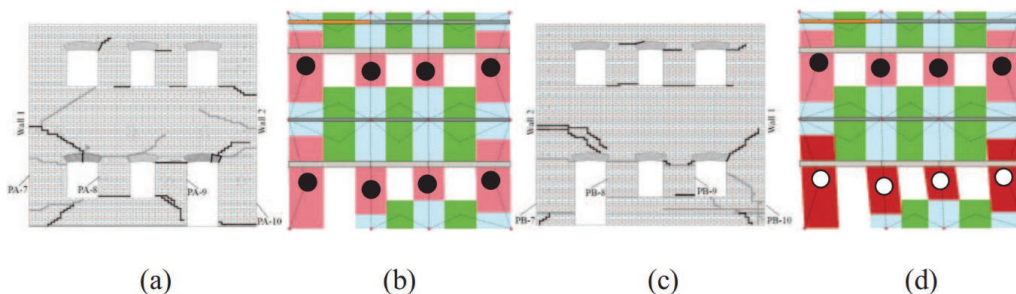 Wall 1
Wall 2
PA-7
PA-8
PA-9
PA-10
Wall 2
Wall 1
PB-7
PB-8
PB-9
PB-10
(a)
(b)
(c)
(d)